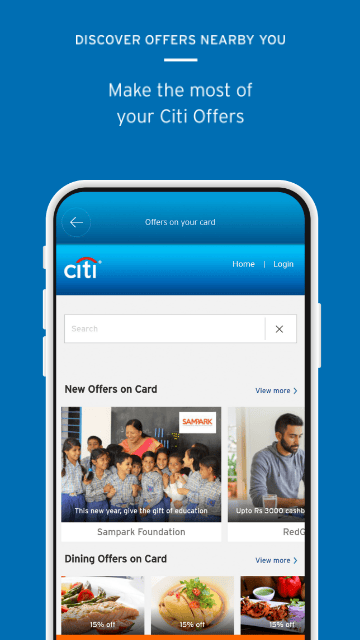 DISCOVER OFFERS NEARBY YOU
Make the most of
your Citi Offers
Offers on your card
citi
Home | Login
Search
New Offers on Card
View more
SAMPARK
This new year, give the gift of education
Upto Rs 3000 cashb
Sampark Foundation
RedG
Dining Offers on Card
View more
15% off
15% off
15% off